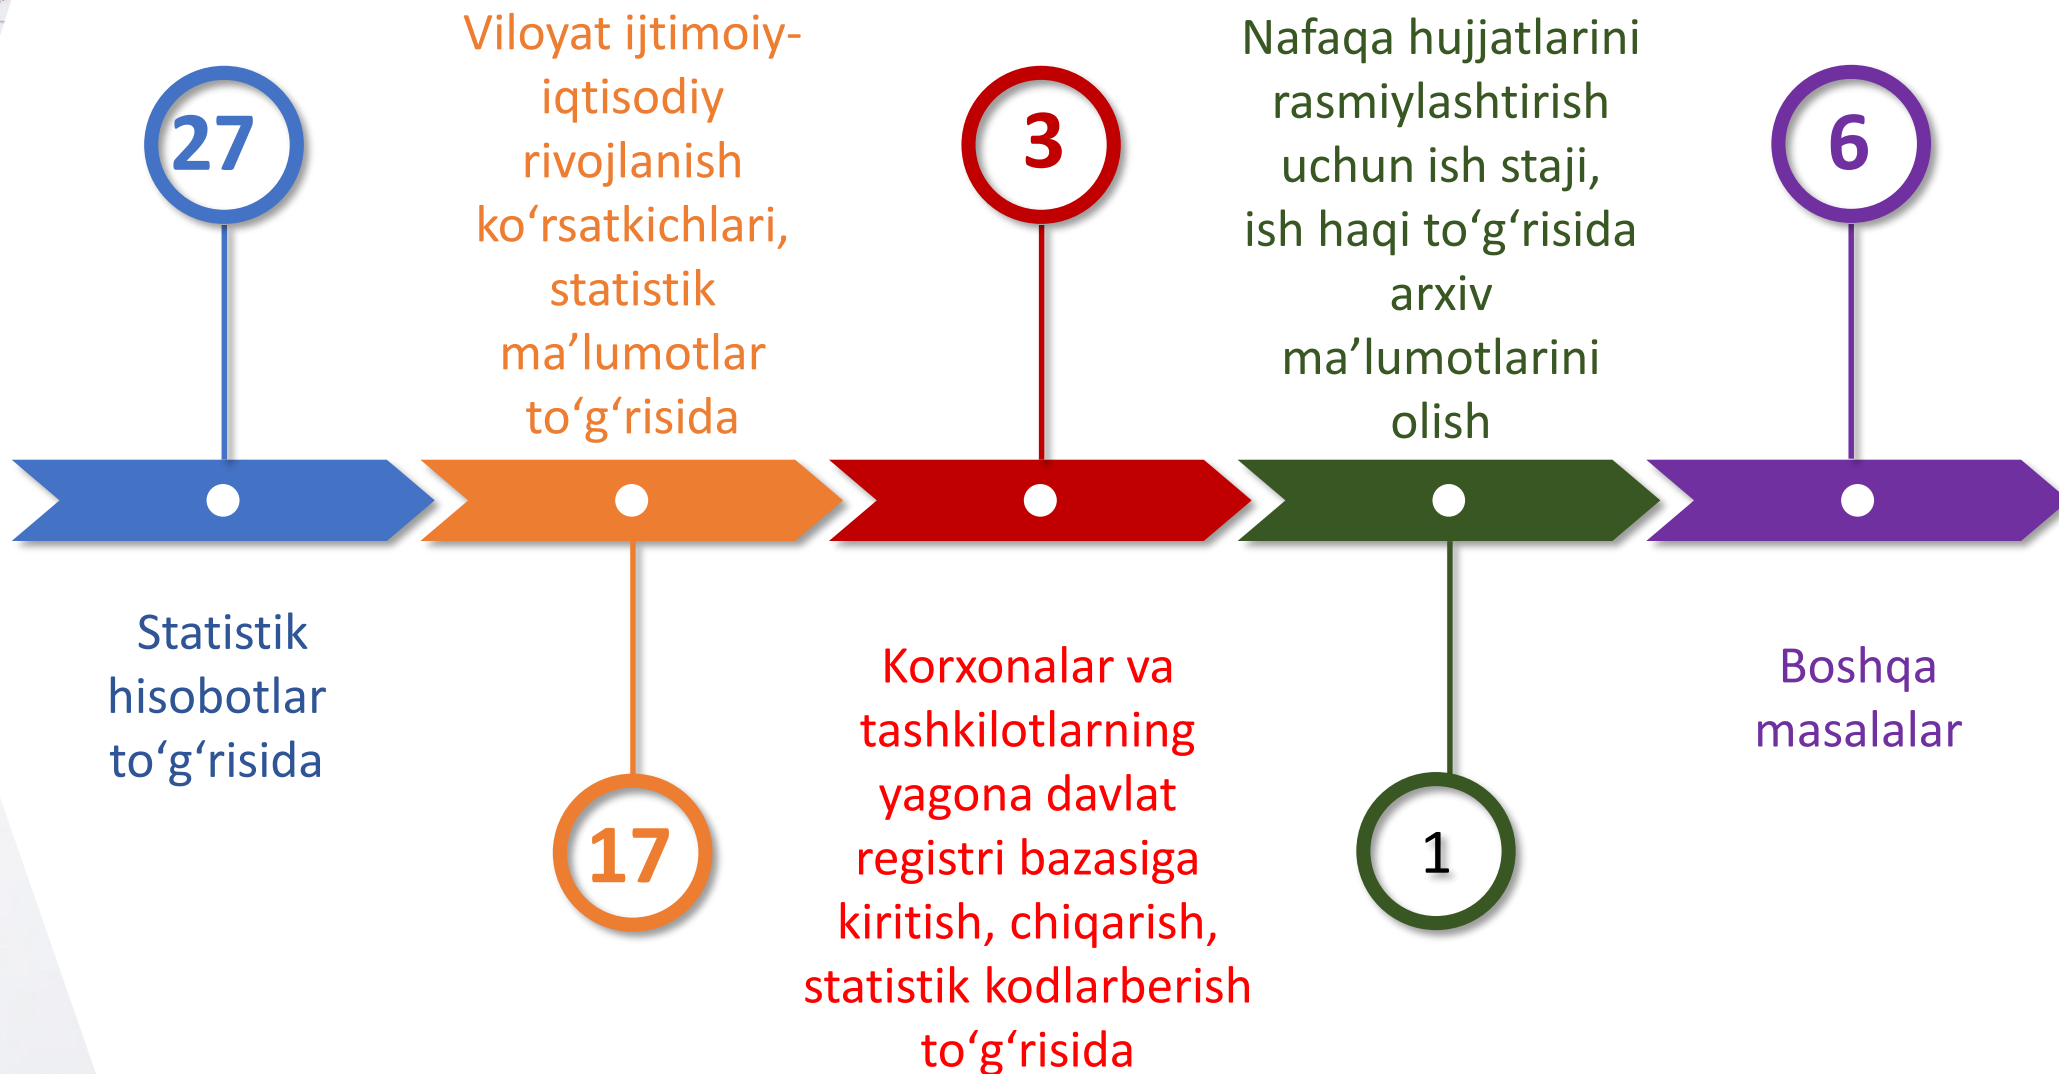 27
Statistik
hisobotlar
to‘g‘risida
Viloyat ijtimoiy-
iqtisodiy
rivojlanish
ko‘rsatkichlari,
statistik
ma’lumotlar
to‘g‘risida
17
3
Korxonalar va
tashkilotlarning
yagona davlat
registri bazasiga
kiritish, chiqarish,
statistik kodlarberish
to‘g‘risida
Nafaqa hujjatlarini
rasmiylashtirish
uchun ish staji,
ish haqi to‘g‘risida
arxiv
ma’lumotlarini
olish
1
6
Boshqa
masalalar